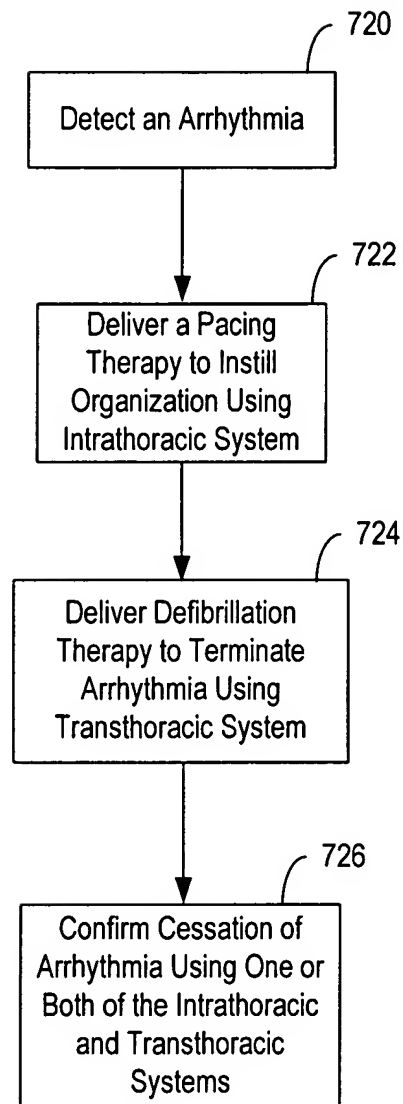 720
Detect an Arrhythmia
722
Deliver a Pacing
Therapy to Instill
Organization Using
Intrathoracic System
724
Deliver Defibrillation
Therapy to Terminate
Arrhythmia Using
Transthoracic System
726
Confirm Cessation of
Arrhythmia Using One or
Both of the Intrathoracic
and Transthoracic
Systems